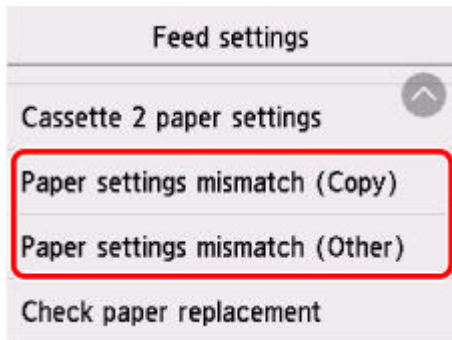 Feed settings
Cassette 2 paper settings
Paper settings mismatch (Copy)
Paper settings mismatch (Other)
Check paper replacement